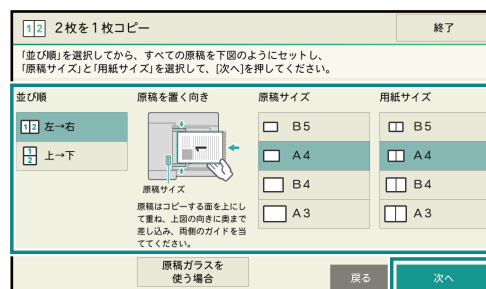 12 2枚を1枚コピー
終了
「並び順」を選択してから、すべての原稿を下図のようにセットし、
「原稿サイズ」と「用紙サイズ」を選択して、[次へ]を押してください。
並び順
12 左→右
1
2 上→下
原稿を置く向き
1
原稿サイズ
原稿はコピーする面を上にし
て重ね、上図の向きに奥まで
差し込み、両側のガイドを当
ててください。
原稿サイズ
B5
A4
B4
A3
用紙サイズ
B5
A4
B4
A3
原稿ガラスを
使う場合
戻る
次へ